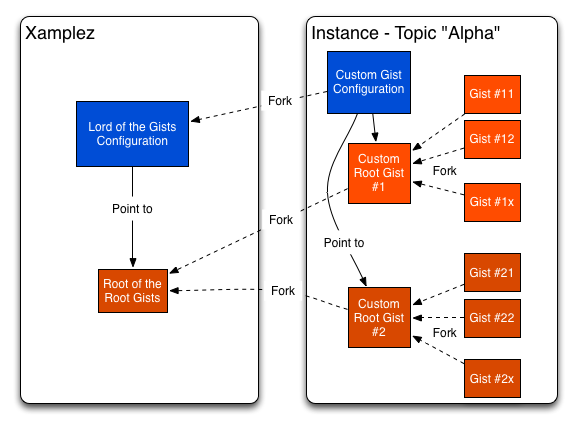 Xamplez
Lord of the Gists
Configuration
Point to
Root of the
Root Gists
Fork
Fork
Fork
Instance - Topic "Alpha"
Custom Gist
Configuration
Custom
Root Gist
#1
Point to
Custom
Root Gist
#2
Gist #11
Gist #12
Fork
Gist #1x
Gist #21
Gist #22
Fork
Gist #2x